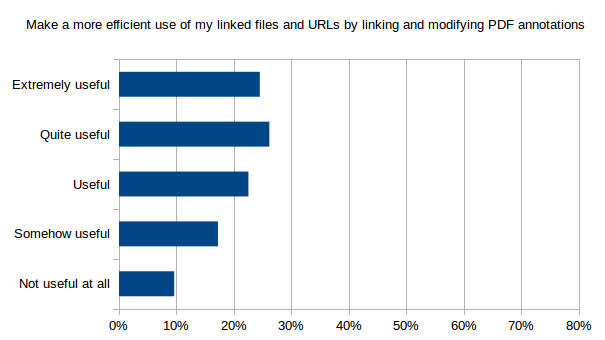 Make a more efficient use of my linked files and URLs by linking and modifying PDF annotations
Extremely useful
Quite useful
Useful
Somehow useful
Not useful at all
0% 10% 20% 30% 40% 50% 60% 70% 80%